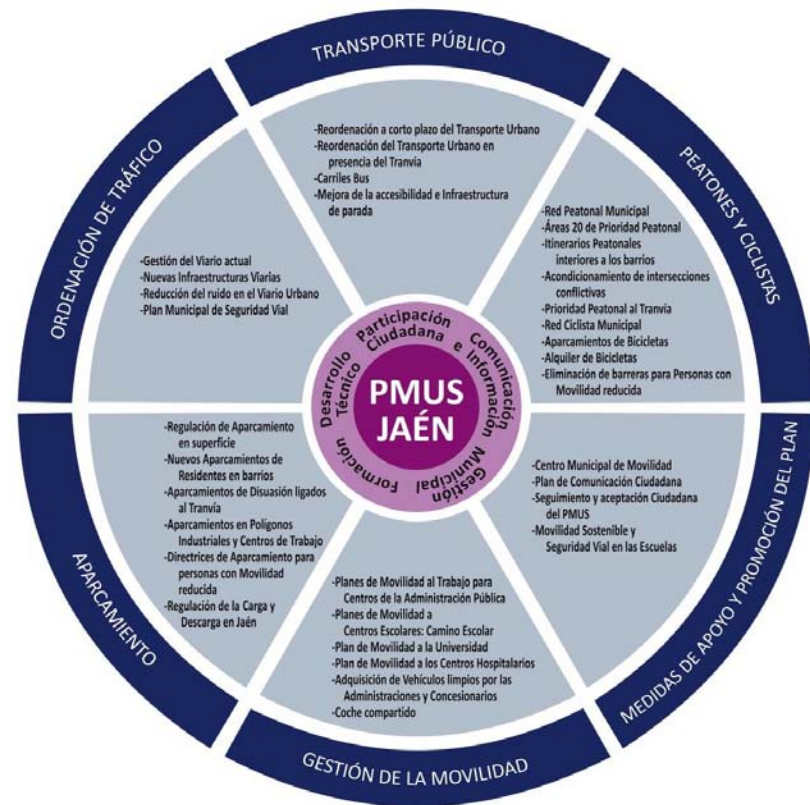 TRANSPORTE PÚBLICO
-Reordenación a corto plazo del Transporte Urbano
-Reordenación del Transporte Urbano en
presencia del Tranvía
-Carriles Bus
-Mejora de la accesibilidad e Infraestructura
de parada
PEATONES Y CICLISTAS
-Red Peatonal Municipal
-Áreas 20 de Prioridad Peatonal
-Itinerarios Peatonales
interiores a los barrios
-Acondicionamiento de intersecciones
conflictivas
-Prioridad Peatonal al Tranvía
-Red Ciclista Municipal
-Aparcamientos de Bicicletas
-Alquiler de Bicicletas
-Eliminación de barreras para Personas con
Movilidad reducida
MEDIDAS DE APOYO Y PROMOCIÓN DEL PLAN
-Centro Municipal de Movilidad
-Plan de Comunicación Ciudadana
-Seguimiento y aceptación Ciudadana
del PMUS
-Movilidad Sostenible y
Seguridad Vial en las Escuelas
GESTIÓN DE LA MOVILIDAD
-Planes de Movilidad al Trabajo para
Centros de la Administración Pública
-Planes de Movilidad a
Centros Escolares: Camino Escolar
-Plan de Movilidad a la Universidad
-Plan de Movilidad a los Centros Hospitalarios
-Adquisición de Vehículos limpios por las
Administraciones y Concesionarios
-Coche compartido
APARCAMIENTO
-Regulación de Aparcamiento
en superficie
-Nuevos Aparcamientos de
Residentes en barrios
-Aparcamientos de Disuasión ligados
al Tranvía
-Aparcamientos en Polígonos
Industriales y Centros de Trabajo
-Directrices de Aparcamiento para
personas con Movilidad
reducida
-Regulación de la Carga y
Descarga en Jaén
ORDENACIÓN DE TRÁFICO
-Gestión del Viario actual
-Nuevas Infraestructuras Viarias
-Reducción del ruido en el Viario Urbano
-Plan Municipal de Seguridad Vial
Participación
Ciudadana
Comunicación
e Información
Gestión
Municipal
Formación
Desarrollo
Técnico
PMUS
JAÉN